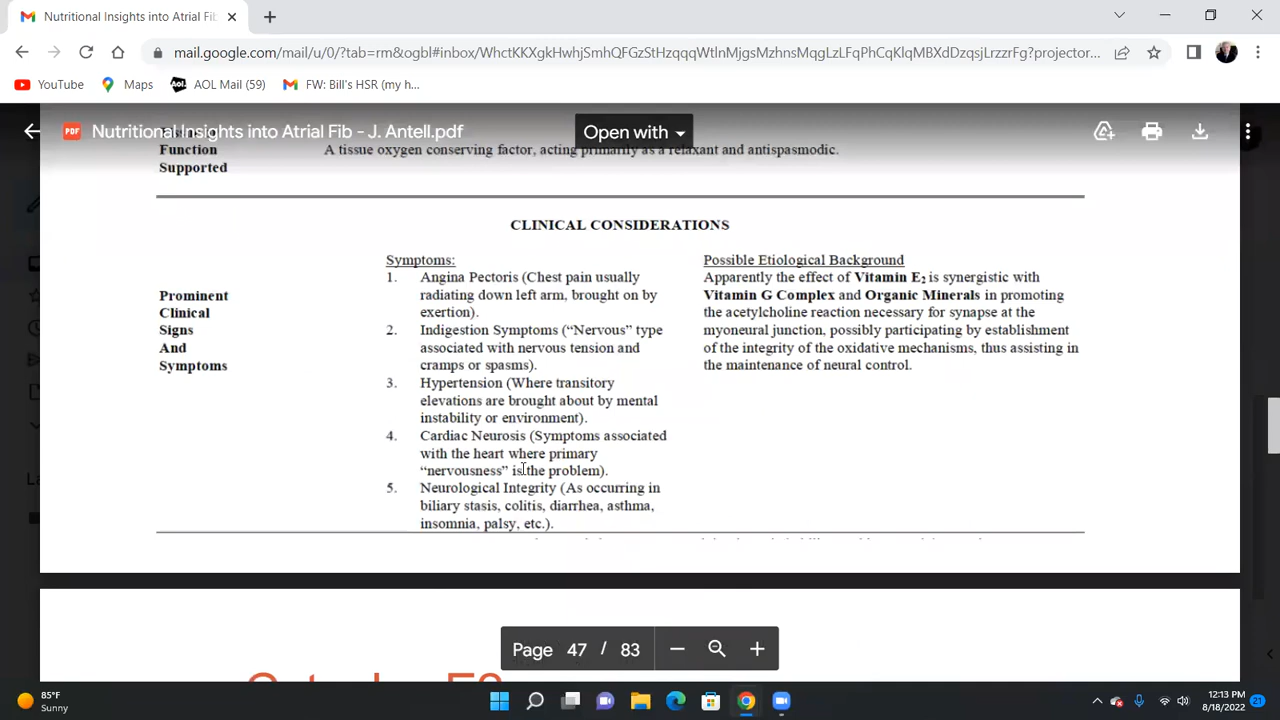 Nutritional Insights into Atrial Fib
mail.google.com/mail/u/0/?tab=rm&ogbl#inbox/WhctKKXgkHwhjSmhQFGzStHzqqqWtlnMjgsMzhnsMqgLzLFqPhCqKlqMBXdDzqsjLrzzrFg?projector...
YouTube
Maps
AOL Mail (59)
FW: Bill's HSR (my h...
PDF
Nutritional Insights into Atrial Fib - J. Antell.pdf
Open with
Function
Supported
A tissue oxygen conserving factor, acting primarily as a relaxant and antispasmodic.
CLINICAL CONSIDERATIONS
Prominent
Clinical
Signs
And
Symptoms
Symptoms:
1. Angina Pectoris (Chest pain usually
radiating down left arm, brought on by
exertion).
2. Indigestion Symptoms (“Nervous” type
associated with nervous tension and
cramps or spasms).
3. Hypertension (Where transitory
elevations are brought about by mental
instability or environment).
4. Cardiac Neurosis (Symptoms associated
with the heart where primary
“nervousness” is the problem).
5. Neurological Integrity (As occurring in
biliary stasis, colitis, diarrhea, asthma,
insomnia, palsy, etc.).
Possible Etiological Background
Apparently the effect of Vitamin E2 is synergistic with
Vitamin G Complex and Organic Minerals in promoting
the acetylcholine reaction necessary for synapse at the
myoneural junction, possibly participating by establishment
of the integrity of the oxidative mechanisms, thus assisting in
the maintenance of neural control.
Page 47 / 83
85°F
Sunny
12:13 PM
8/18/2022
21